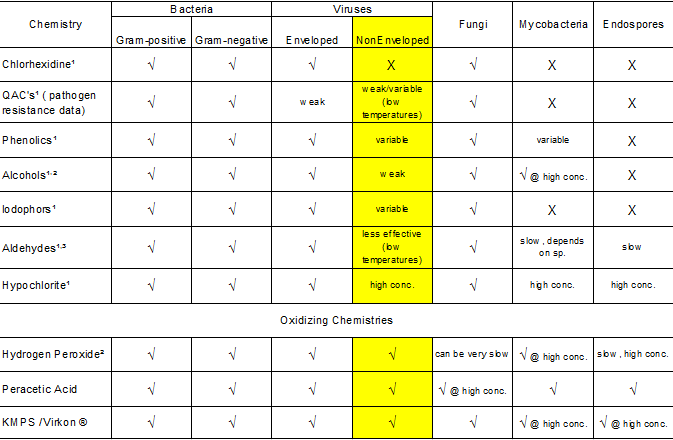 Chemistry Bacteria Viruses Fungi Mycobacteria Endospores
Gram-positive Gram-negative Enveloped NonEnveloped
Chlorhexidine¹ √ √ √ X √ X X
QAC's¹ ( pathogen
resistance data) √ √ weak weak/variable
(low
temperatures) √ X X
Phenolics¹ √ √ √ variable √ variable X
Alcohols¹·² √ √ √ weak √ √ @ high conc. X
Iodophors¹ √ √ √ variable √ X X
Aldehydes¹·³ √ √ √ less effective
(low
temperatures) √ slow , depends
on sp. slow
Hypochlorite¹ √ √ √ high conc. √ high conc. high conc.
Oxidizing Chemistries
Hydrogen Peroxide² √ √ √ √ can be very slow √ @ high conc. slow , high conc.
Peracetic Acid √ √ √ √ √ @ high conc. √ √
KMPS /Virkon ® √ √ √ √ √ √ @ high conc. √ @ high conc.